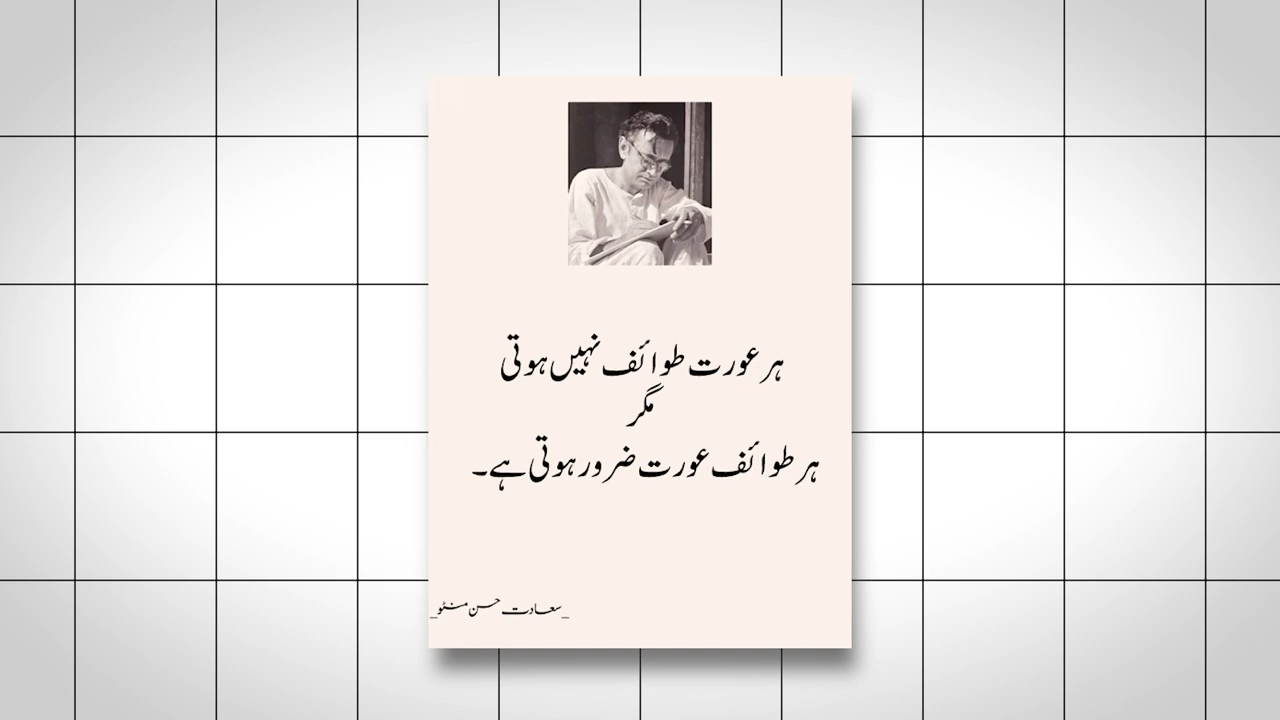 ہر عورت طوائف نہیں ہوتی
مگر
ہر طوائف عورت ضرور ہوتی ہے۔
_سعادت حسن منٹو_